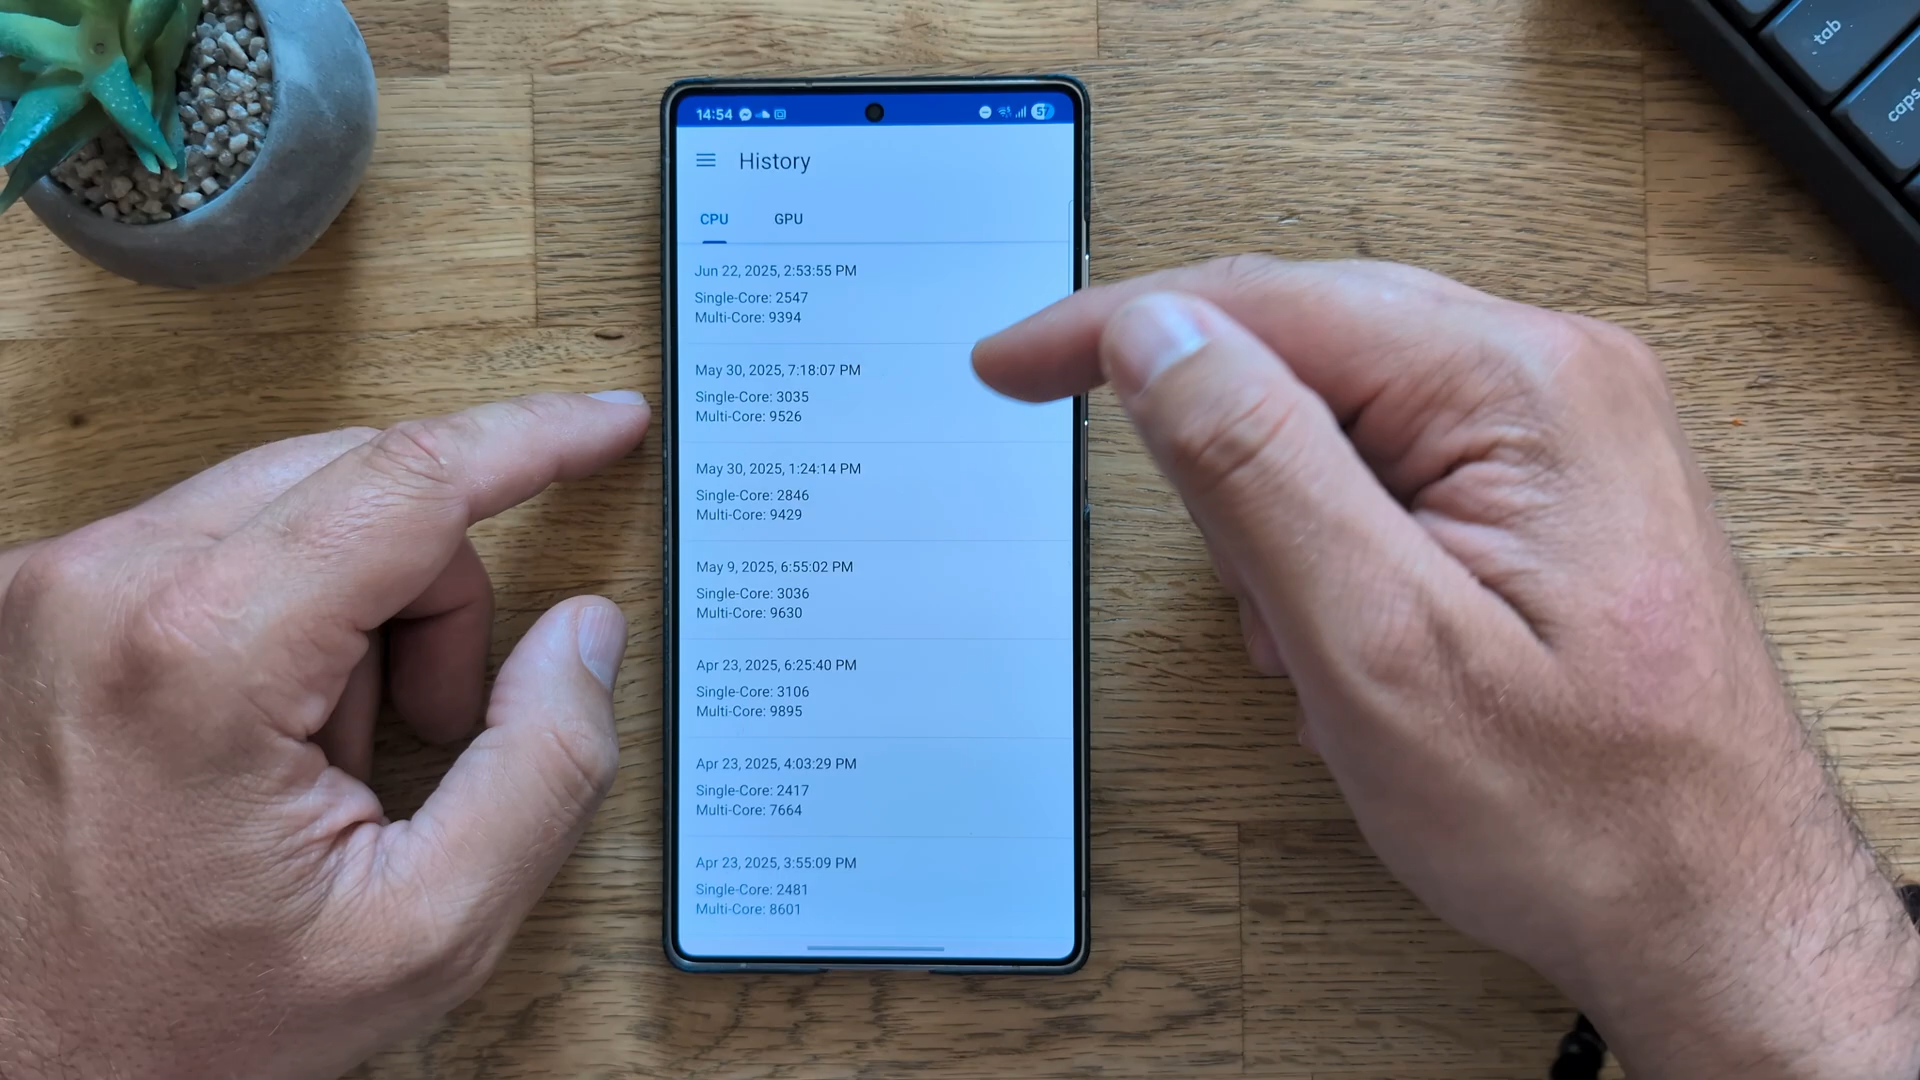 14:54
57
History
CPU GPU
Jun 22, 2025, 2:53:55 PM
Single-Core: 2547
Multi-Core: 9394
May 30, 2025, 7:18:07 PM
Single-Core: 3035
Multi-Core: 9526
May 30, 2025, 1:24:14 PM
Single-Core: 2846
Multi-Core: 9429
May 9, 2025, 6:55:02 PM
Single-Core: 3036
Multi-Core: 9630
Apr 23, 2025, 6:25:40 PM
Single-Core: 3106
Multi-Core: 9895
Apr 23, 2025, 4:03:29 PM
Single-Core: 2417
Multi-Core: 7664
Apr 23, 2025, 3:55:09 PM
Single-Core: 2481
Multi-Core: 8601
tab
caps